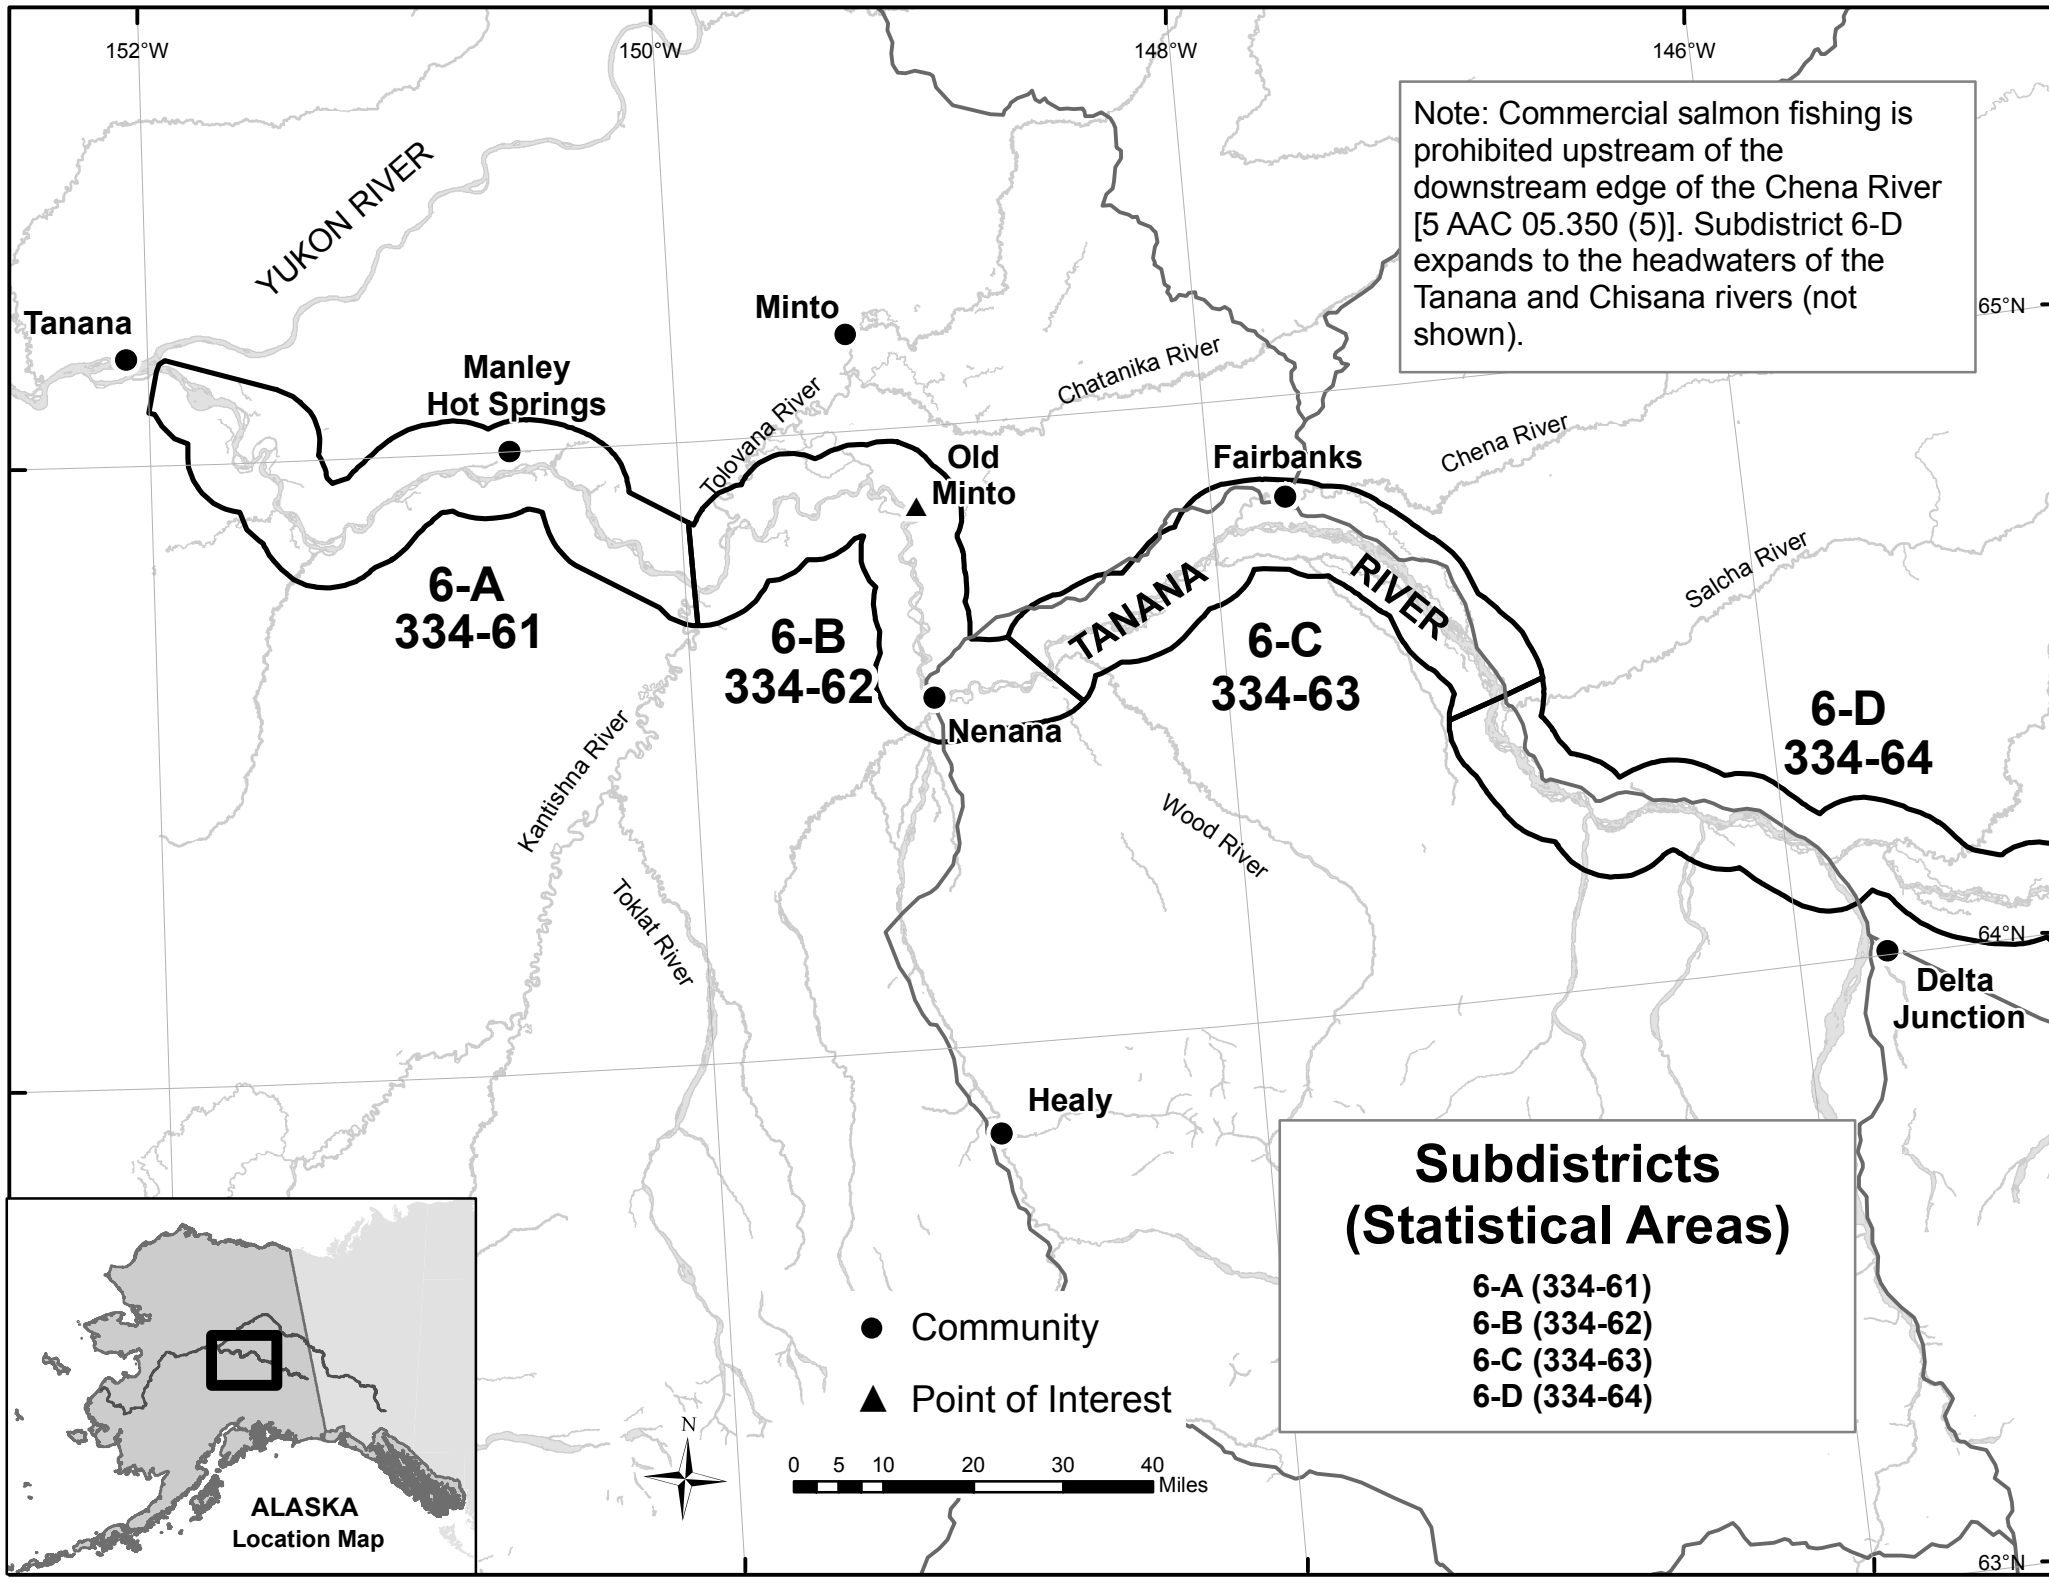 152°W
150°W
148°W
146°W
Note: Commercial salmon fishing is
prohibited upstream of the
downstream edge of the Chena River
[5 AAC 05.350 (5)]. Subdistrict 6-D
expands to the headwaters of the
Tanana and Chisana rivers (not
shown).
YUKON RIVER
65°N
Tanana
Minto
Manley
Hot Springs
Tolovana River
Chatanika River
Old
Minto
Fairbanks
Chena River
Salcha River
TANANA
RIVER
6-A
334-61
6-B
334-62
6-C
334-63
6-D
334-64
Nenana
Kantishna River
Toklat River
Wood River
64°N
Delta
Junction
Healy
Subdistricts
(Statistical Areas)
6-A (334-61)
6-B (334-62)
6-C (334-63)
6-D (334-64)
Community
Point of Interest
N
0 5 10 20 30 40
Miles
ALASKA
Location Map
63°N